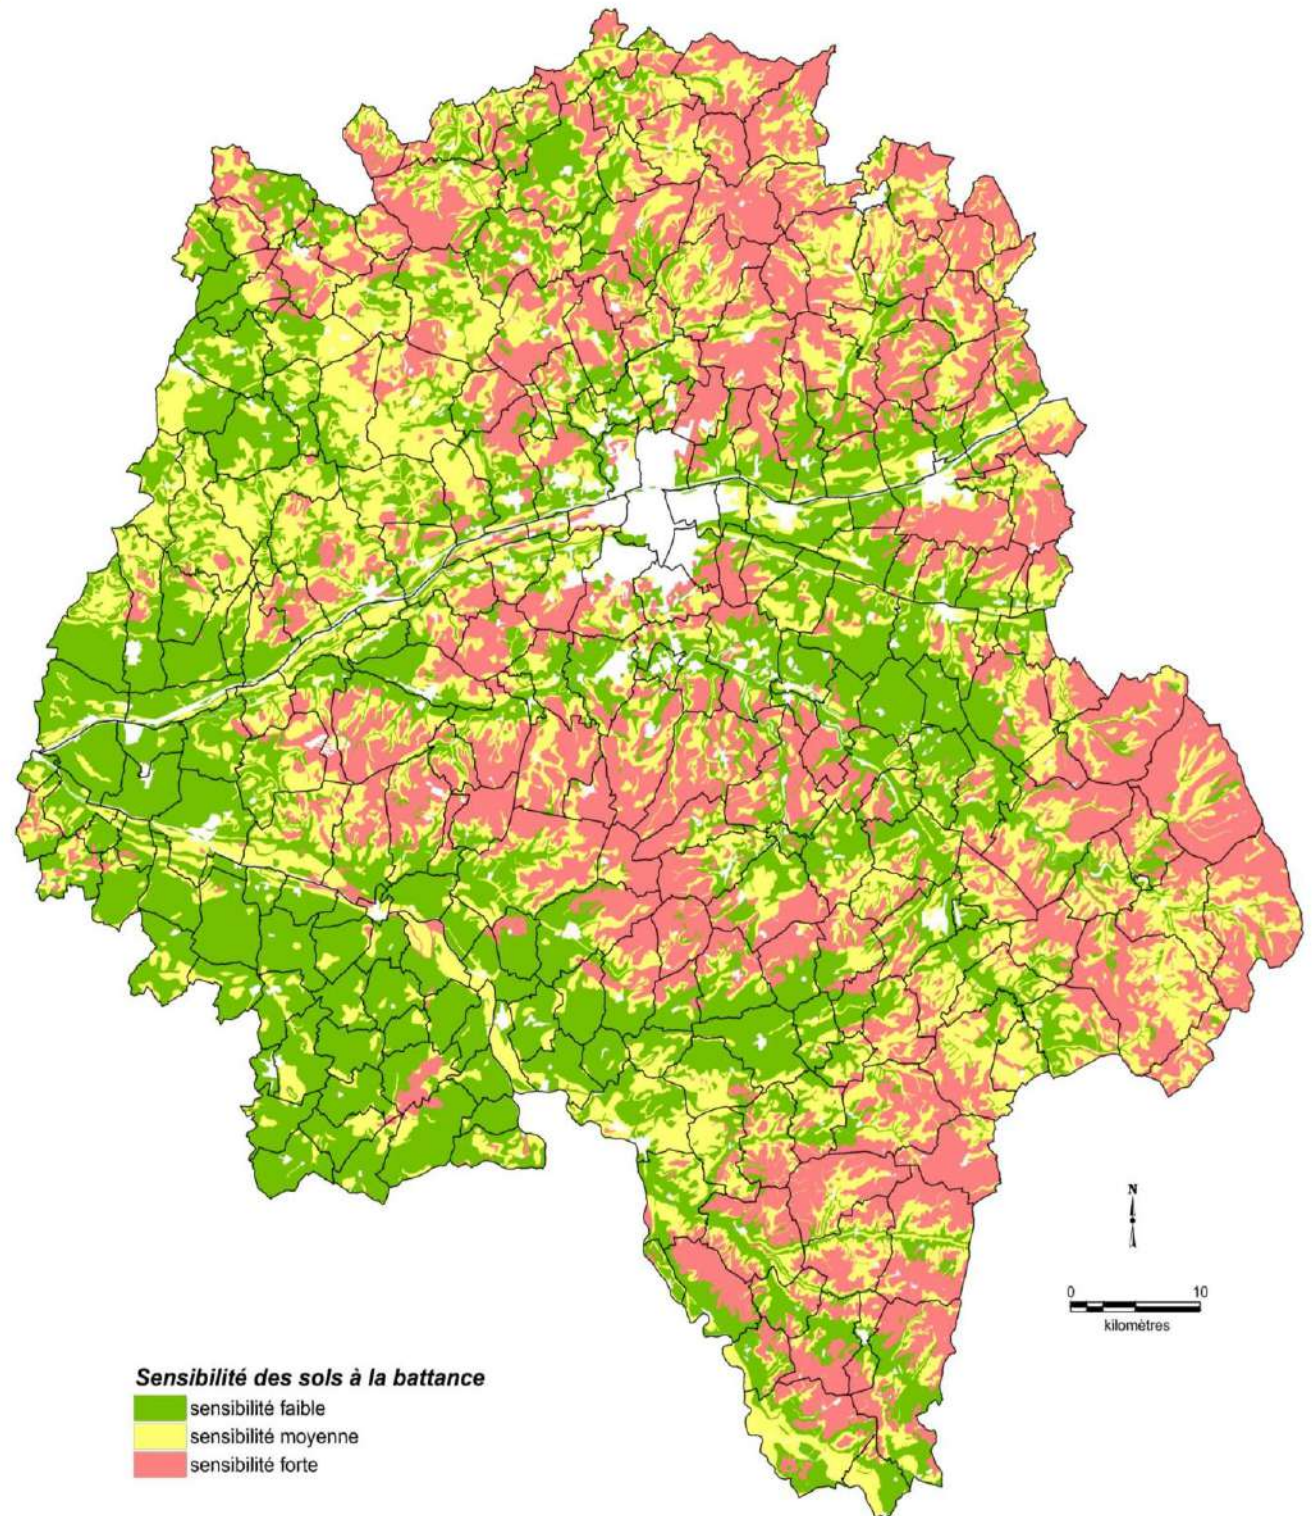 N
0 10
kilomètres
Sensibilité des sols à la battance
sensibilité faible
sensibilité moyenne
sensibilité forte